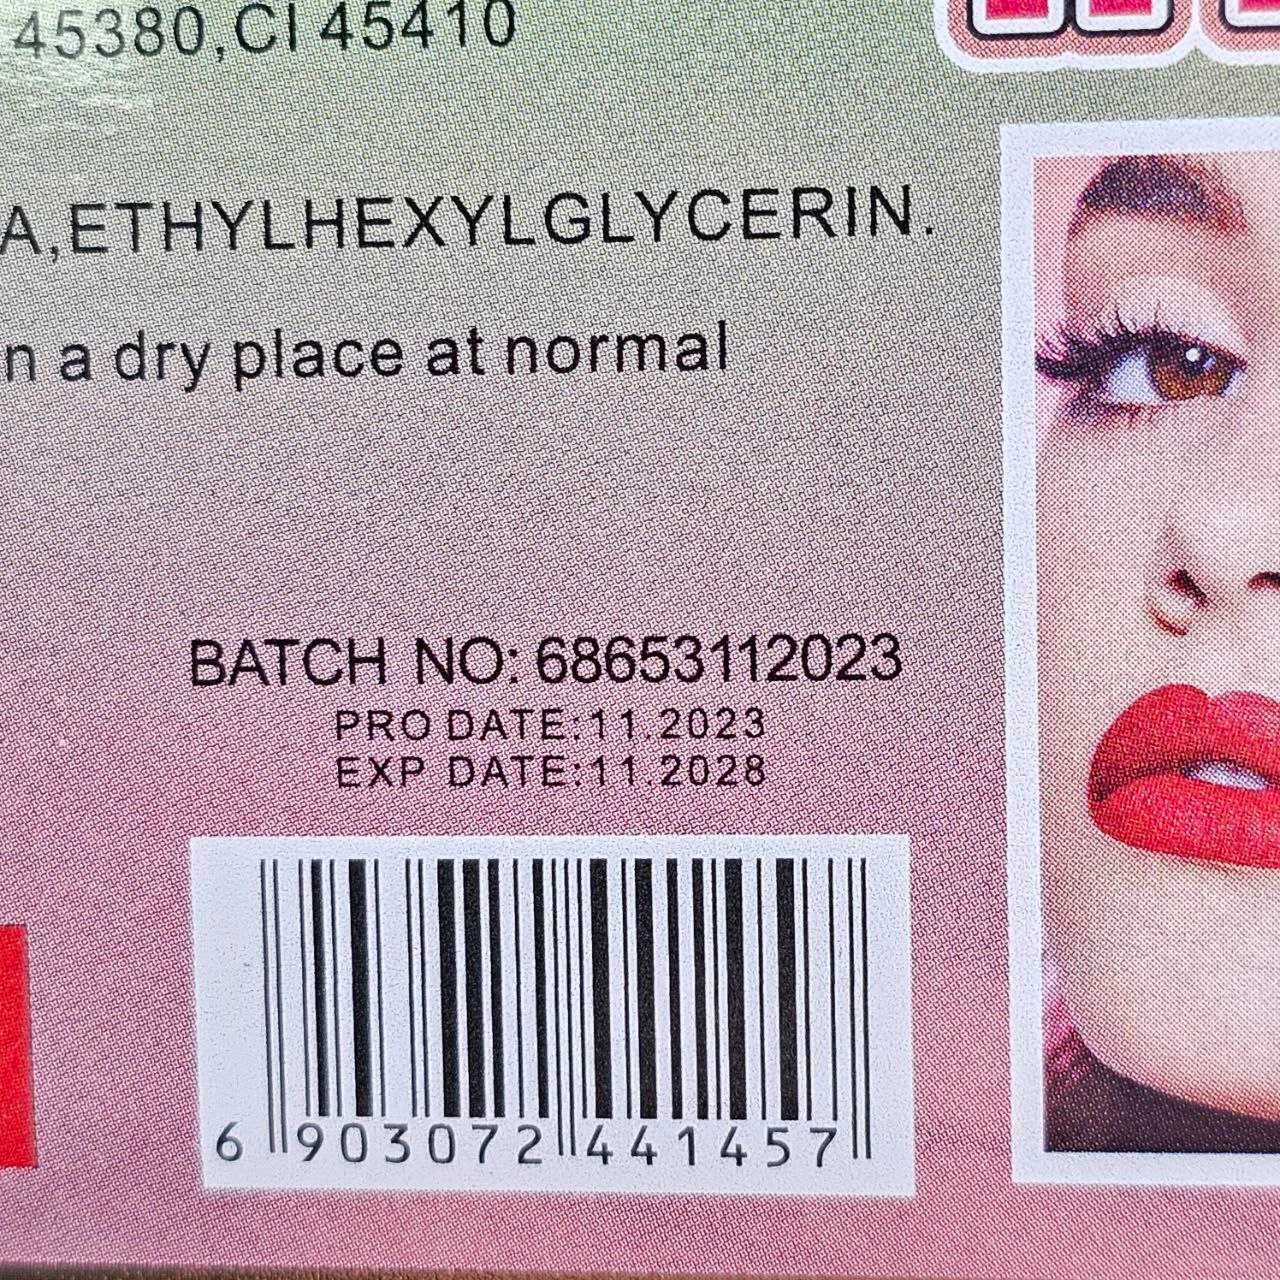 45380,CI 45410
A,ETHYLHEXYLGLYCERIN.
n a dry place at normal
BATCH NO: 68653112023
PRO DATE:11.2023
EXP DATE:11.2028
6 903072 441457